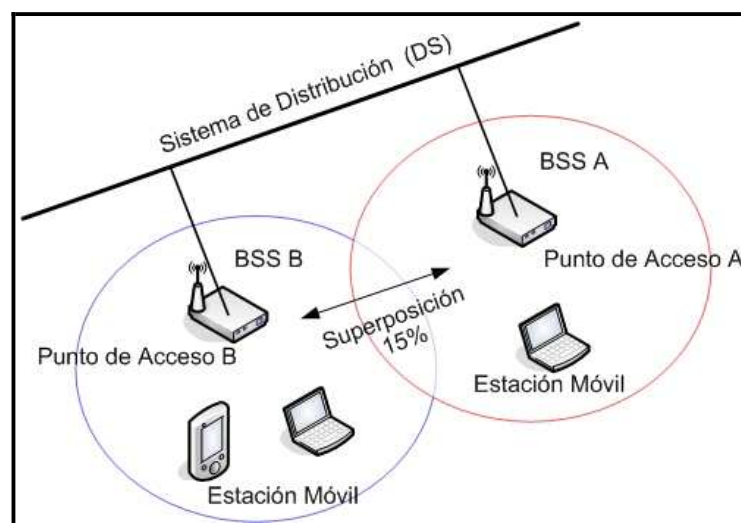 Sistema de Distribución (DS)
BSS A
Punto de Acceso A
BSS B
Superposición
15%
Punto de Acceso B
Estación Móvil
Estación Móvil